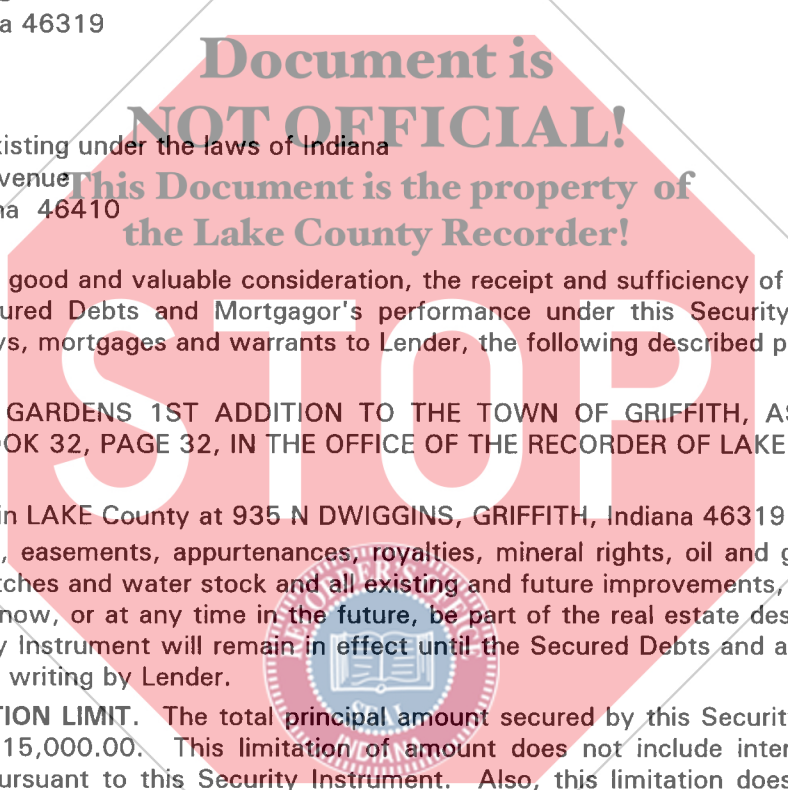 a 46319
Document is
NOT OFFICIAL!
isting under the laws of Indiana
venue
This Document is the property of
na 46410
the Lake County Recorder!
good and valuable consideration, the receipt and sufficiency of
ured Debts and Mortgagor's performance under this Security
ys, mortgages and warrants to Lender, the following described p
STOP
GARDENS 1ST ADDITION TO THE TOWN OF GRIFFITH, AS
OOK 32, PAGE 32, IN THE OFFICE OF THE RECORDER OF LAKE
in LAKE County at 935 N DWIGGINS, GRIFFITH, Indiana 46319
, easements, appurtenances, royalties, mineral rights, oil and g
tches and water stock and all existing and future improvements,
now, or at any time in the future, be part of the real estate des
y Instrument will remain in effect until the Secured Debts and a
writing by Lender.
TION LIMIT. The total principal amount secured by this Securit
15,000.00. This limitation of amount does not include inter
ursuant to this Security Instrument. Also, this limitation does
RECORDER'S OFFICE
SEAL
INDIANA